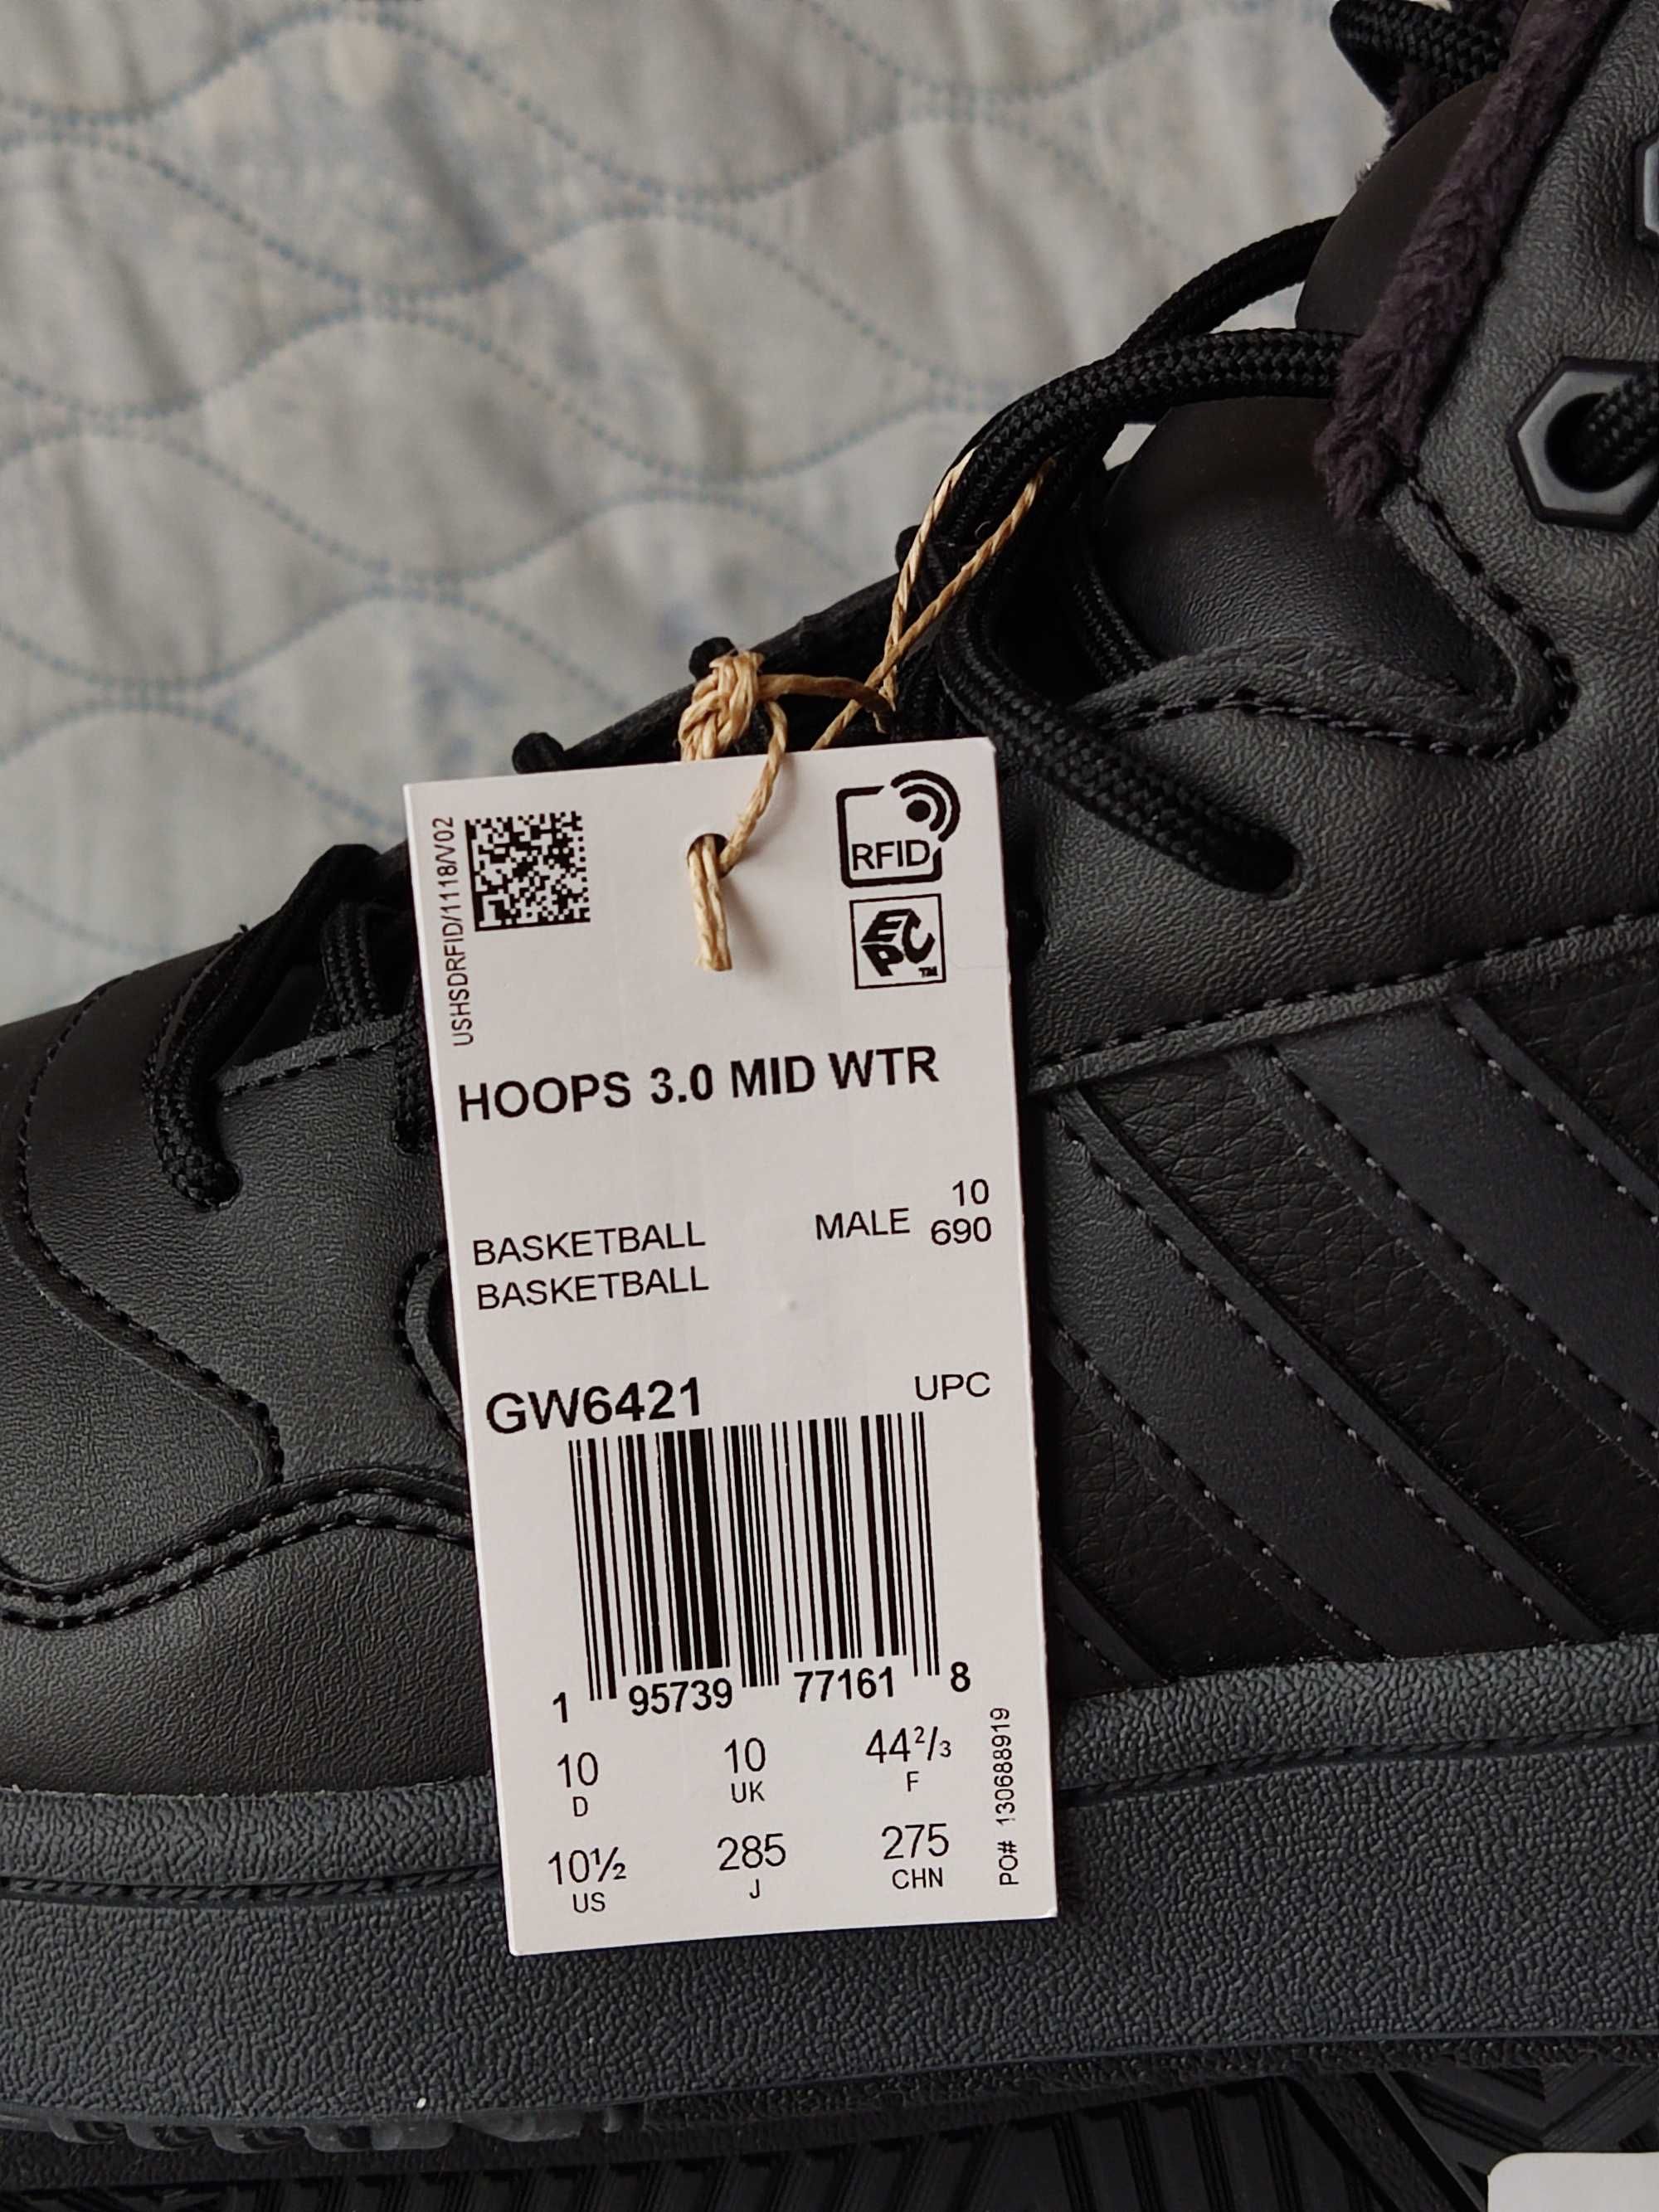 USHSDRFID/1118/V02
RFID
EPC™
HOOPS 3.0 MID WTR
BASKETBALL MALE 10
BASKETBALL 690
GW6421 UPC
1 95739 77161 8
10 10 44²/₃
D UK F
10½ 285 275
US J CHN
PO# 130688919